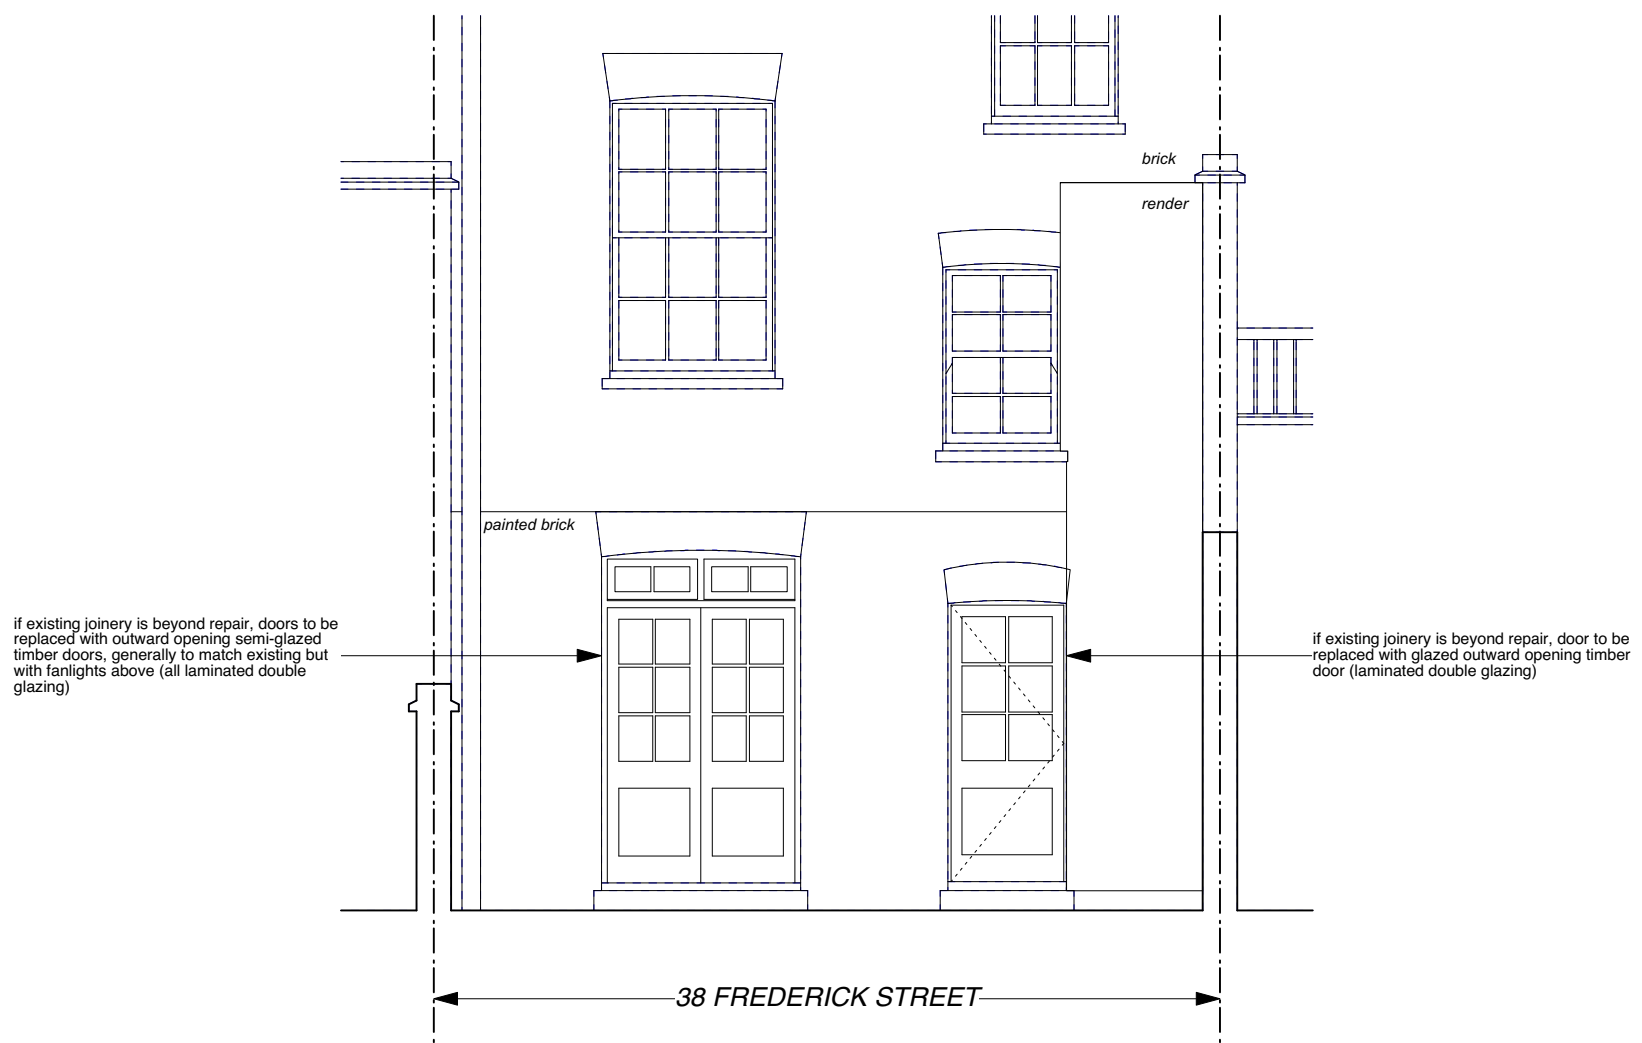 brick
render
painted brick
if existing joinery is beyond repair, doors to be
replaced with outward opening semi-glazed
timber doors, generally to match existing but
with fanlights above (all laminated double
glazing)
if existing joinery is beyond repair, door to be
replaced with glazed outward opening timber
door (laminated double glazing)
38 FREDERICK STREET